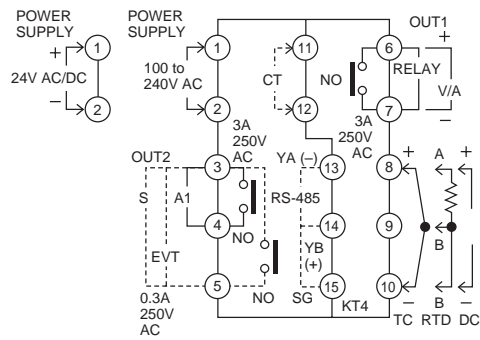 POWER
SUPPLY
+
24V AC/DC
−
1
2
POWER
SUPPLY
100 to
240V AC
1
2
3A
250V
AC
OUT2
3
S
A1
4
NO
EVT
5
NO
0.3A
250V
AC
11
CT
12
YA (−)
13
RS-485
14
YB
(+)
SG
15
KT4
OUT1
6
NO
RELAY
+
V/A
−
7
3A
250V
AC
8
9
10
+
−
TC
A
B
B
RTD
+
−
DC